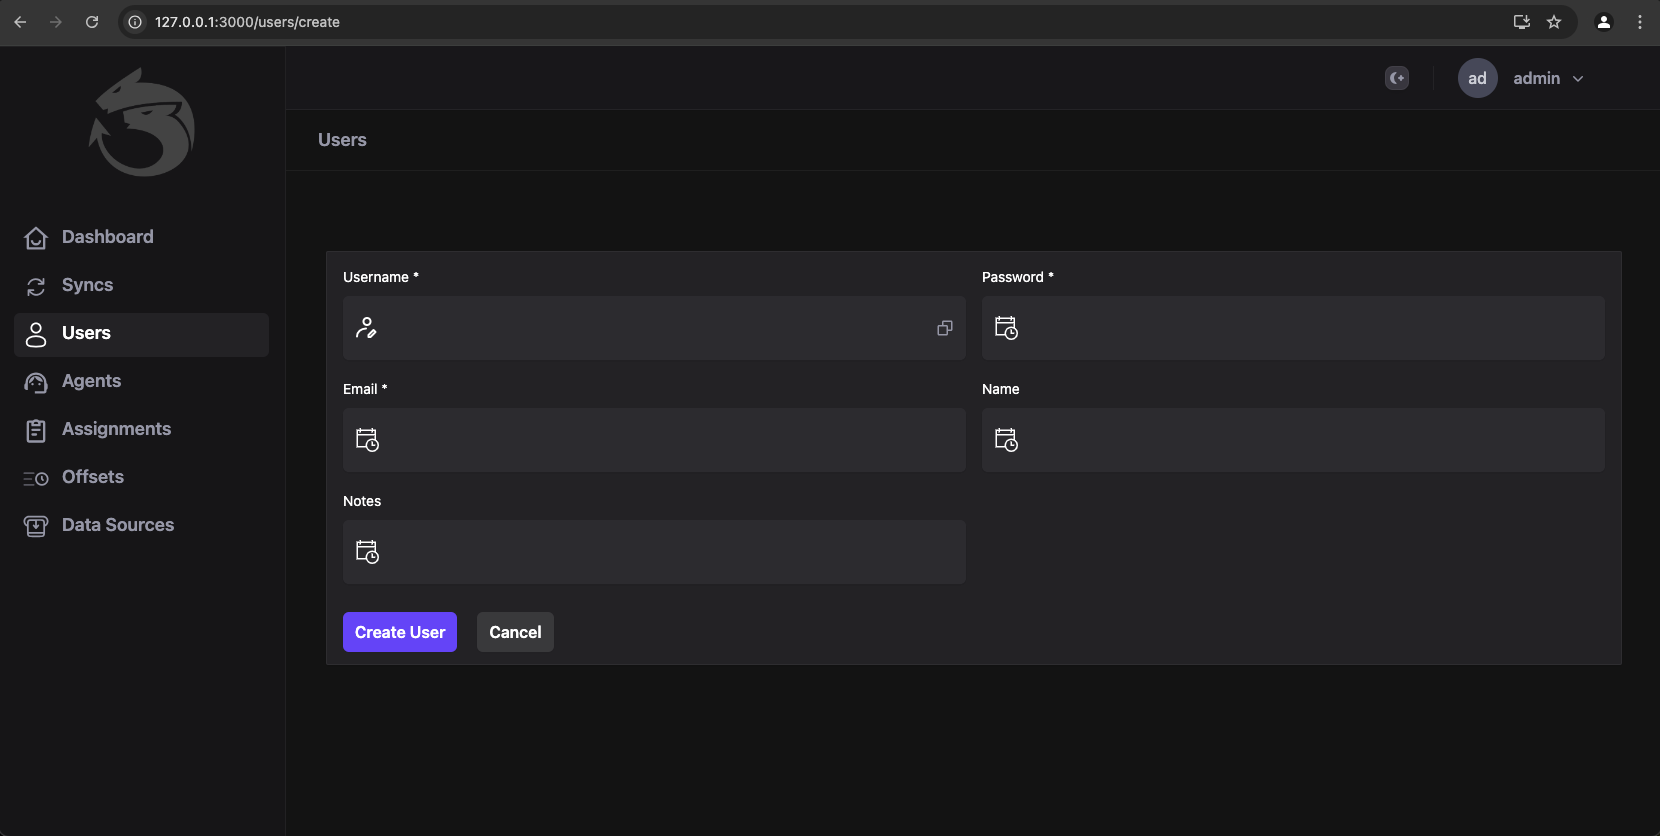 127.0.0.1:3000/users/create
ad admin
Users
Dashboard
Syncs
Users
Agents
Assignments
Offsets
Data Sources
Username * Password *
Email * Name
Notes
Create User Cancel